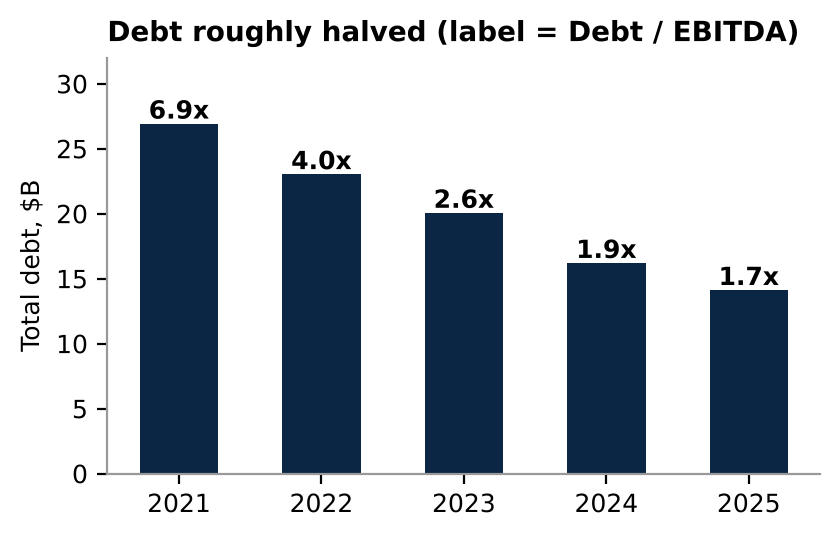 Debt roughly halved (label = Debt / EBITDA)
Total debt, $B
30
25
20
15
10
5
0
6.9x
4.0x
2.6x
1.9x
1.7x
2021
2022
2023
2024
2025